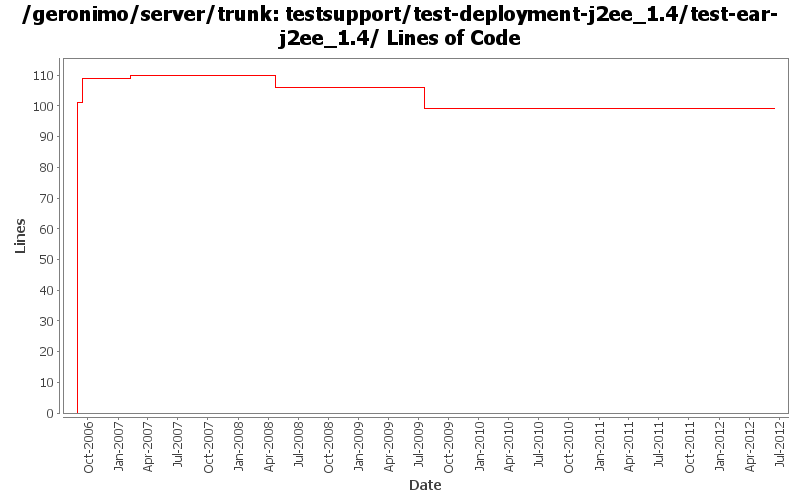 /geronimo/server/trunk: testsupport/test-deployment-j2ee_1.4/test-ear-
j2ee_1.4/ Lines of Code
110
100
90
80
70
60
50
40
30
20
10
0
Lines
Oct-2006
Jan-2007
Apr-2007
Jul-2007
Oct-2007
Jan-2008
Apr-2008
Jul-2008
Oct-2008
Jan-2009
Apr-2009
Jul-2009
Oct-2009
Jan-2010
Apr-2010
Jul-2010
Oct-2010
Jan-2011
Apr-2011
Jul-2011
Oct-2011
Jan-2012
Apr-2012
Jul-2012
Date